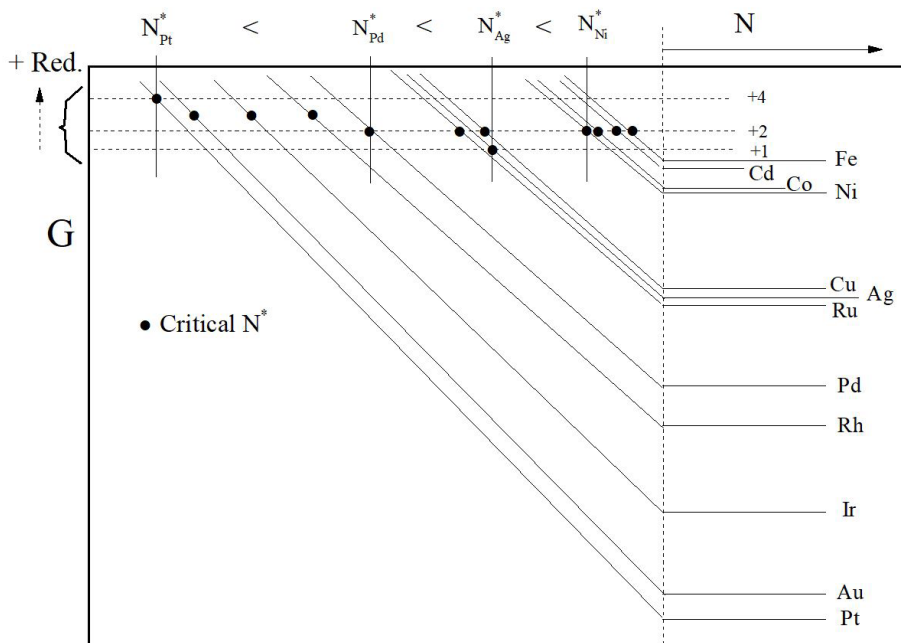 N*Pt < N*Pd < N*Ag < N*Ni N
+ Red.
+4
+2
+1
Fe
Cd
Co
Ni
G
Cu
Ag
Ru
● Critical N*
Pd
Rh
Ir
Au
Pt